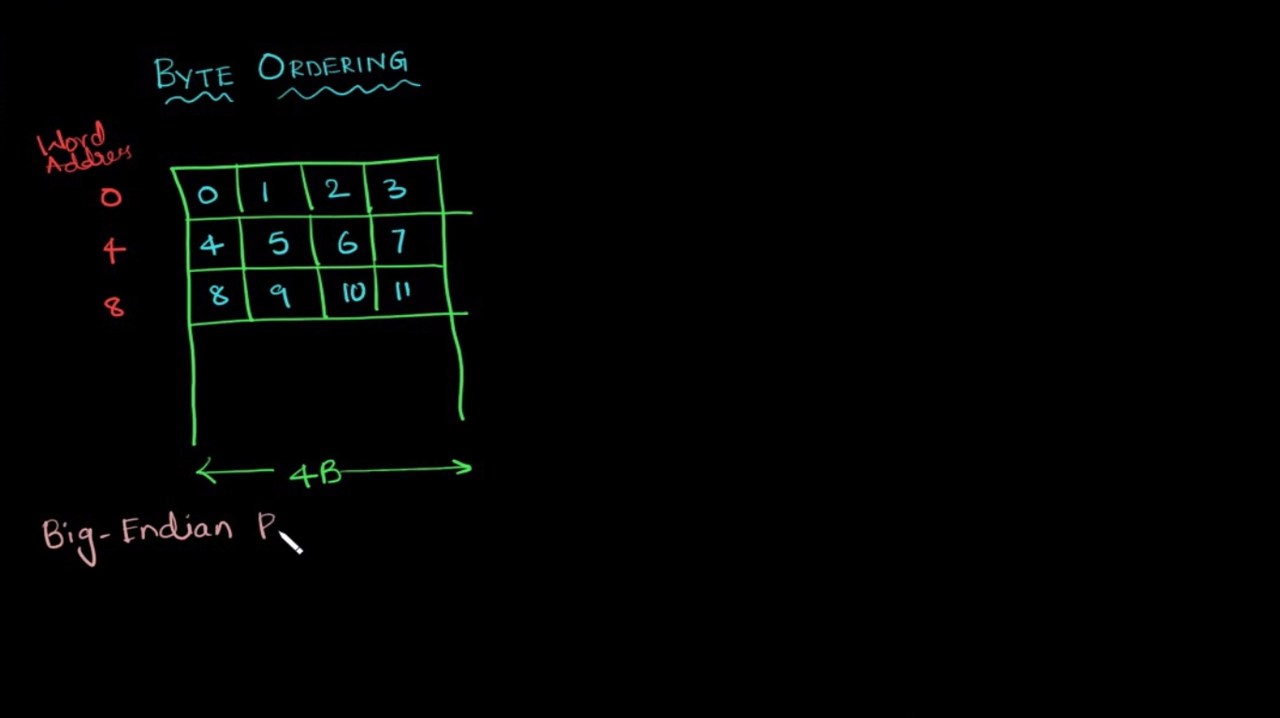 BYTE ORDERING
Word
Address
0 0 1 2 3
4 4 5 6 7
8 8 9 10 11
4B
Big-Endian P